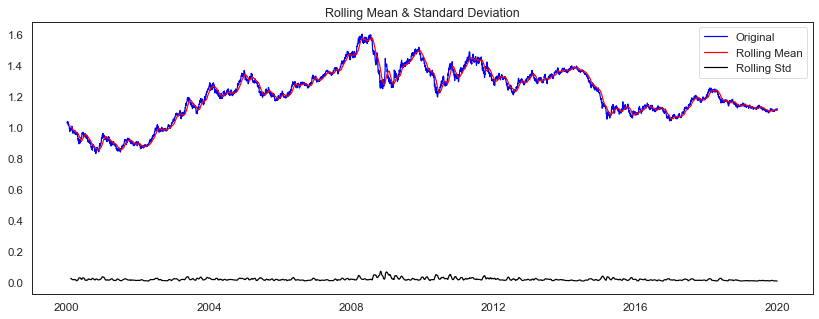 Rolling Mean & Standard Deviation
Original
Rolling Mean
Rolling Std
1.6
1.4
1.2
1.0
0.8
0.6
0.4
0.2
0.0
2000 2004 2008 2012 2016 2020